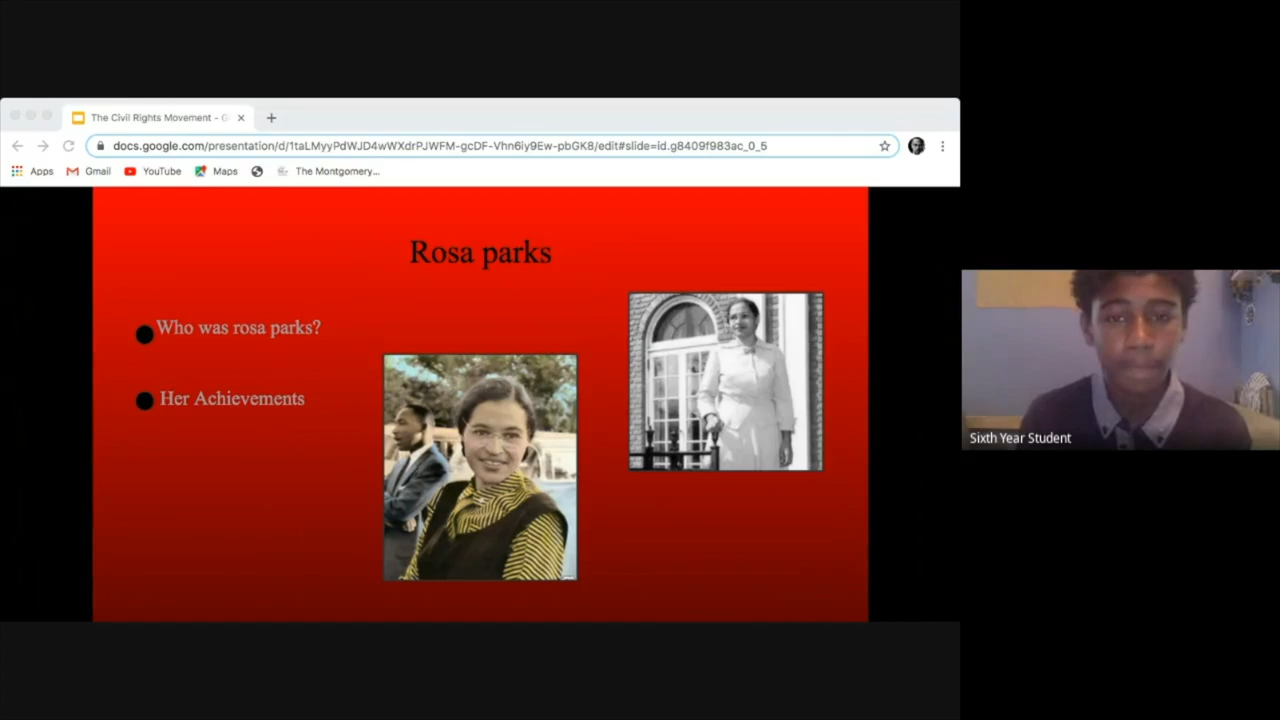 The Civil Rights Movement - G
docs.google.com/presentation/d/1taLMyyPdWJD4wWXdrPJWFM-gcDF-Vhn6iy9Ew-pbGK8/edit#slide=id.g8409f983ac_0_5
Apps Gmail YouTube Maps The Montgomery...
Rosa parks
Who was rosa parks?
Her Achievements
Sixth Year Student